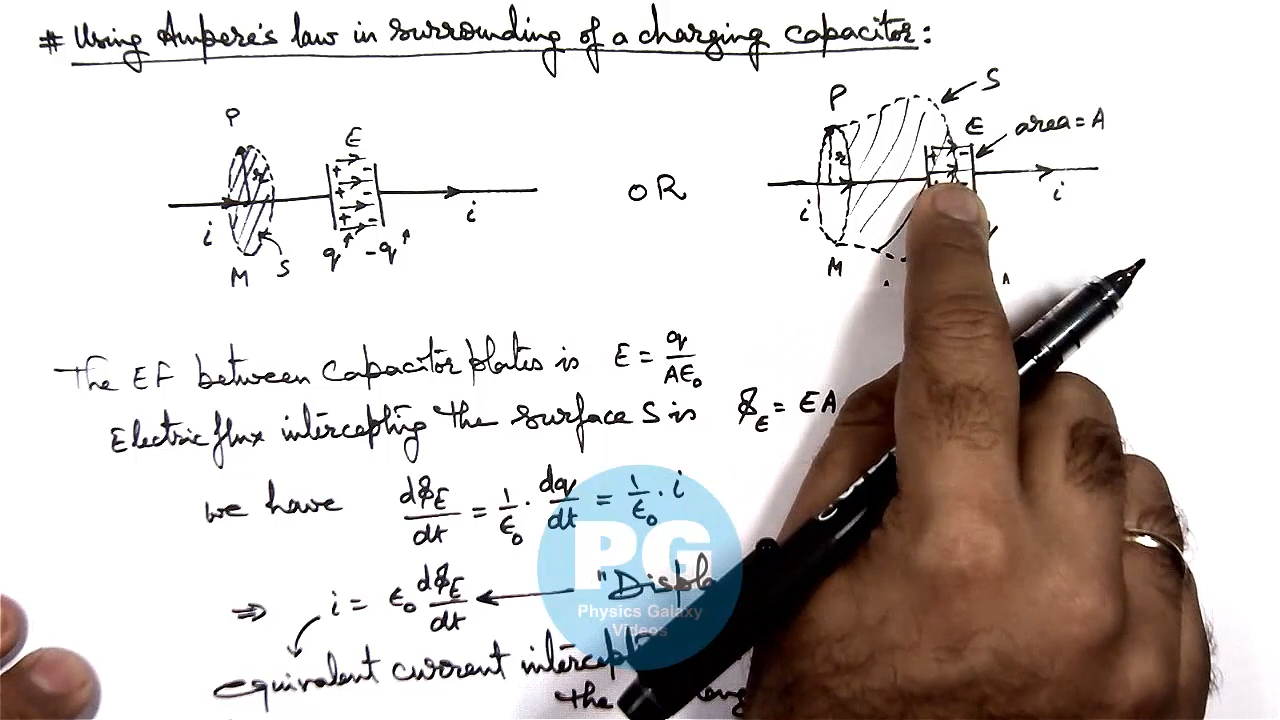 # Using Ampere's law in surrounding of a charging capacitor:
P
E
r
+ -
+ -
+ -
+ -
i
i
q
-q
M
S
OR
P
S
E
area = A
r
+ -
i
i
M
The EF between capacitor plates is E = q/Aϵ₀
Electric flux intercepting the surface S is ϕ_E = EA
we have dϕ_E/dt = 1/ϵ₀ · dq/dt = 1/ϵ₀ · i
⇒ i = ϵ₀ dϕ_E/dt ←
equivalent current
the
PG
Physics Galaxy
Videos